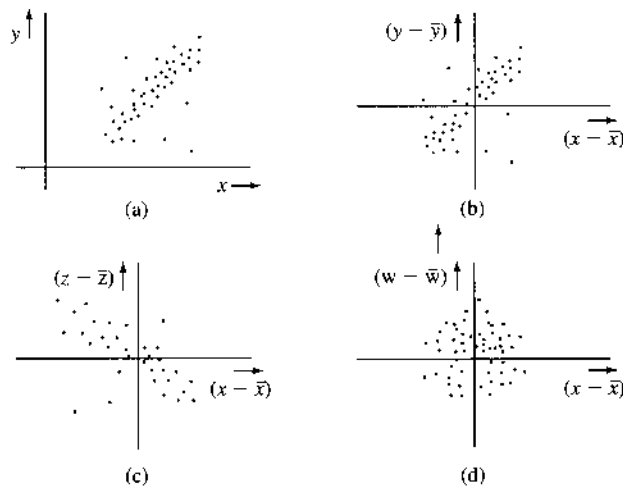 y
x
(a)
(y − ȳ)
(x − x̄)
(b)
(z − z̄)
(x − x̄)
(c)
(w − w̄)
(x − x̄)
(d)